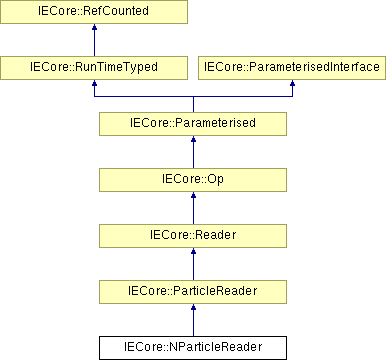 IECore::RefCounted
IECore::RunTimeTyped
IECore::ParameterisedInterface
IECore::Parameterised
IECore::Op
IECore::Reader
IECore::ParticleReader
IECore::NParticleReader